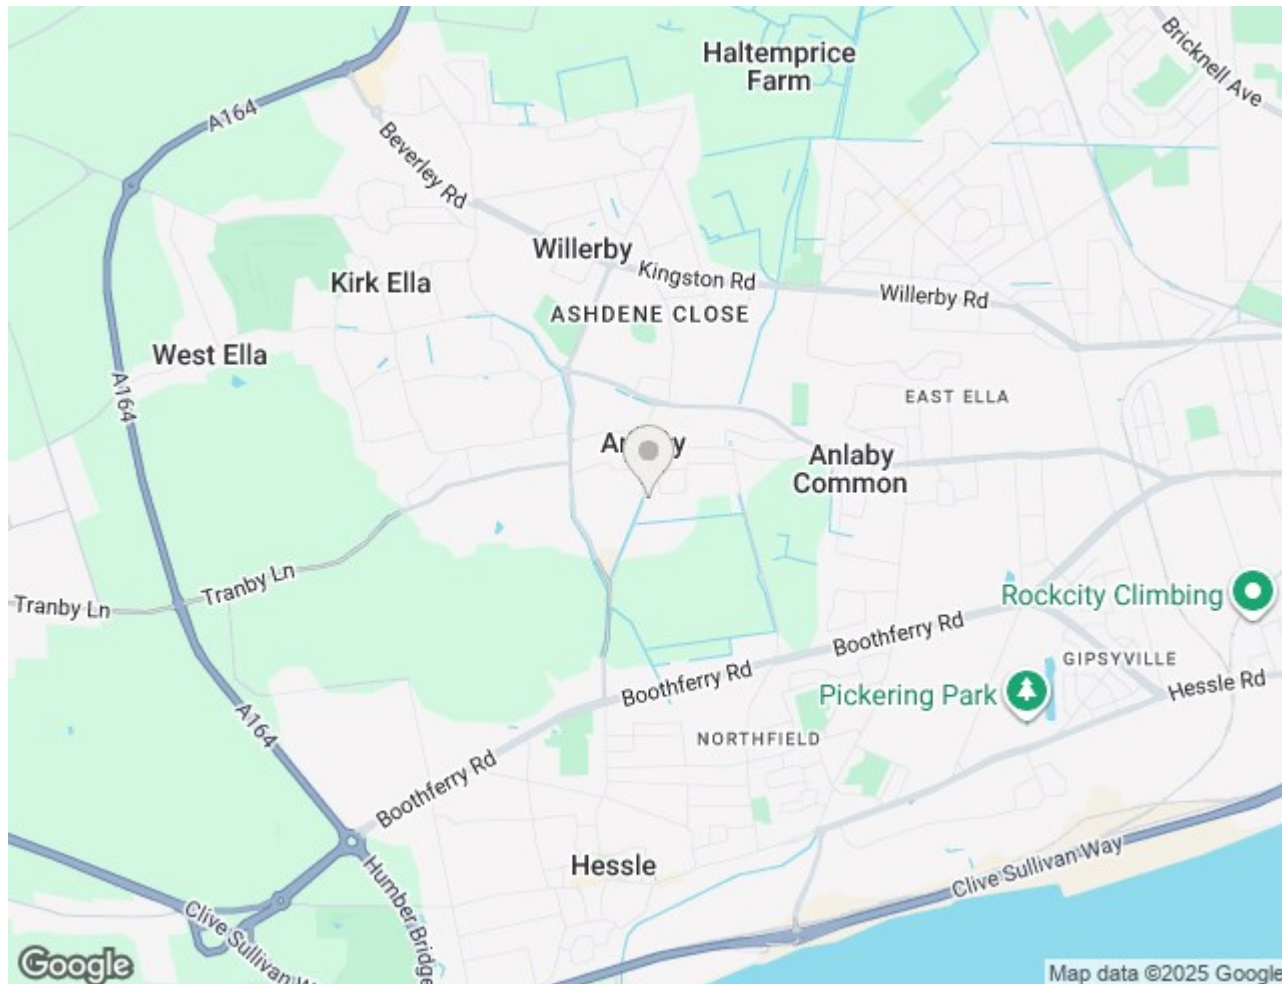 Haltemprice
Farm
Bricknell Ave
A164
Beverley Rd
Willerby
Kingston Rd
Kirk Ella
Willerby Rd
ASHDENE CLOSE
West Ella
A164
EAST ELLA
Anlaby
Common
Tranby Ln
Tranby Ln
Rockcity Climbing
Boothferry Rd
GIPSYVILLE
Boothferry Rd
Hessle Rd
Pickering Park
A164
NORTHFIELD
Boothferry Rd
Hessle
Clive Sullivan Way
Humber Bridge
Clive Sullivan
Google
Map data ©2025 Google